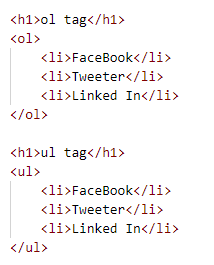 <h1>ol tag</h1>
<ol>
    <li>FaceBook</li>
    <li>Tweeter</li>
    <li>Linked In</li>
</ol>

<h1>ul tag</h1>
<ul>
    <li>FaceBook</li>
    <li>Tweeter</li>
    <li>Linked In</li>
</ul>